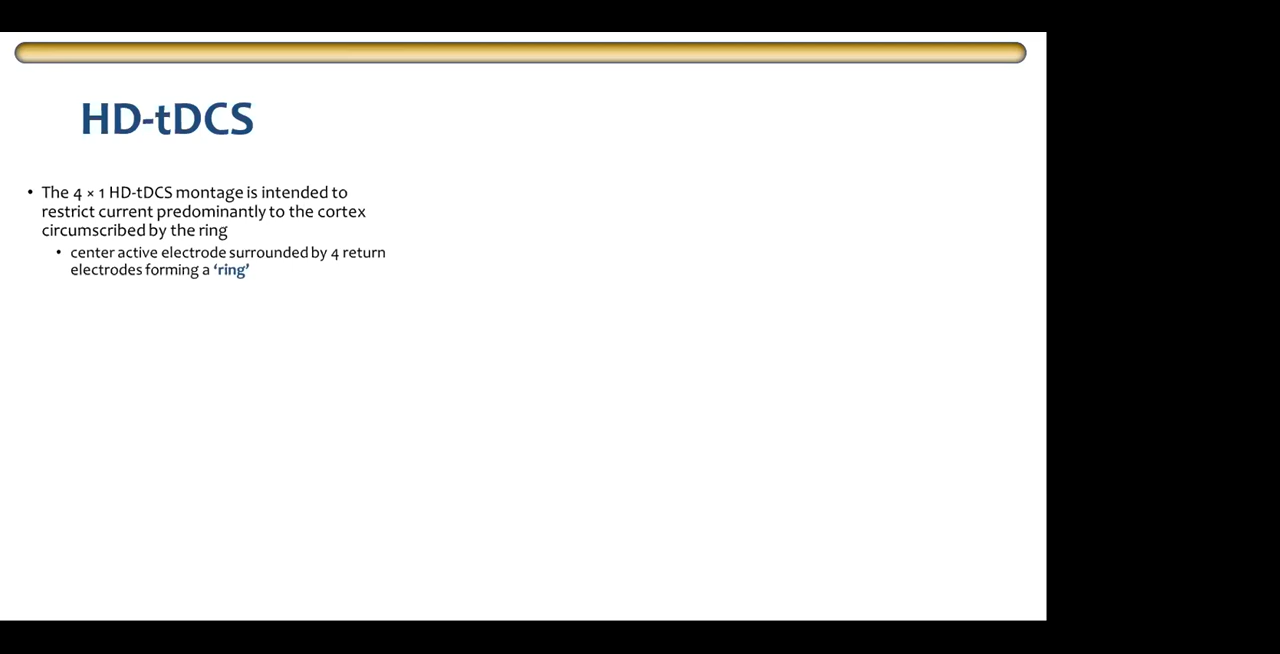 HD-tDCS
• The 4 × 1 HD-tDCS montage is intended to
restrict current predominantly to the cortex
circumscribed by the ring
• center active electrode surrounded by 4 return
electrodes forming a ‘ring’